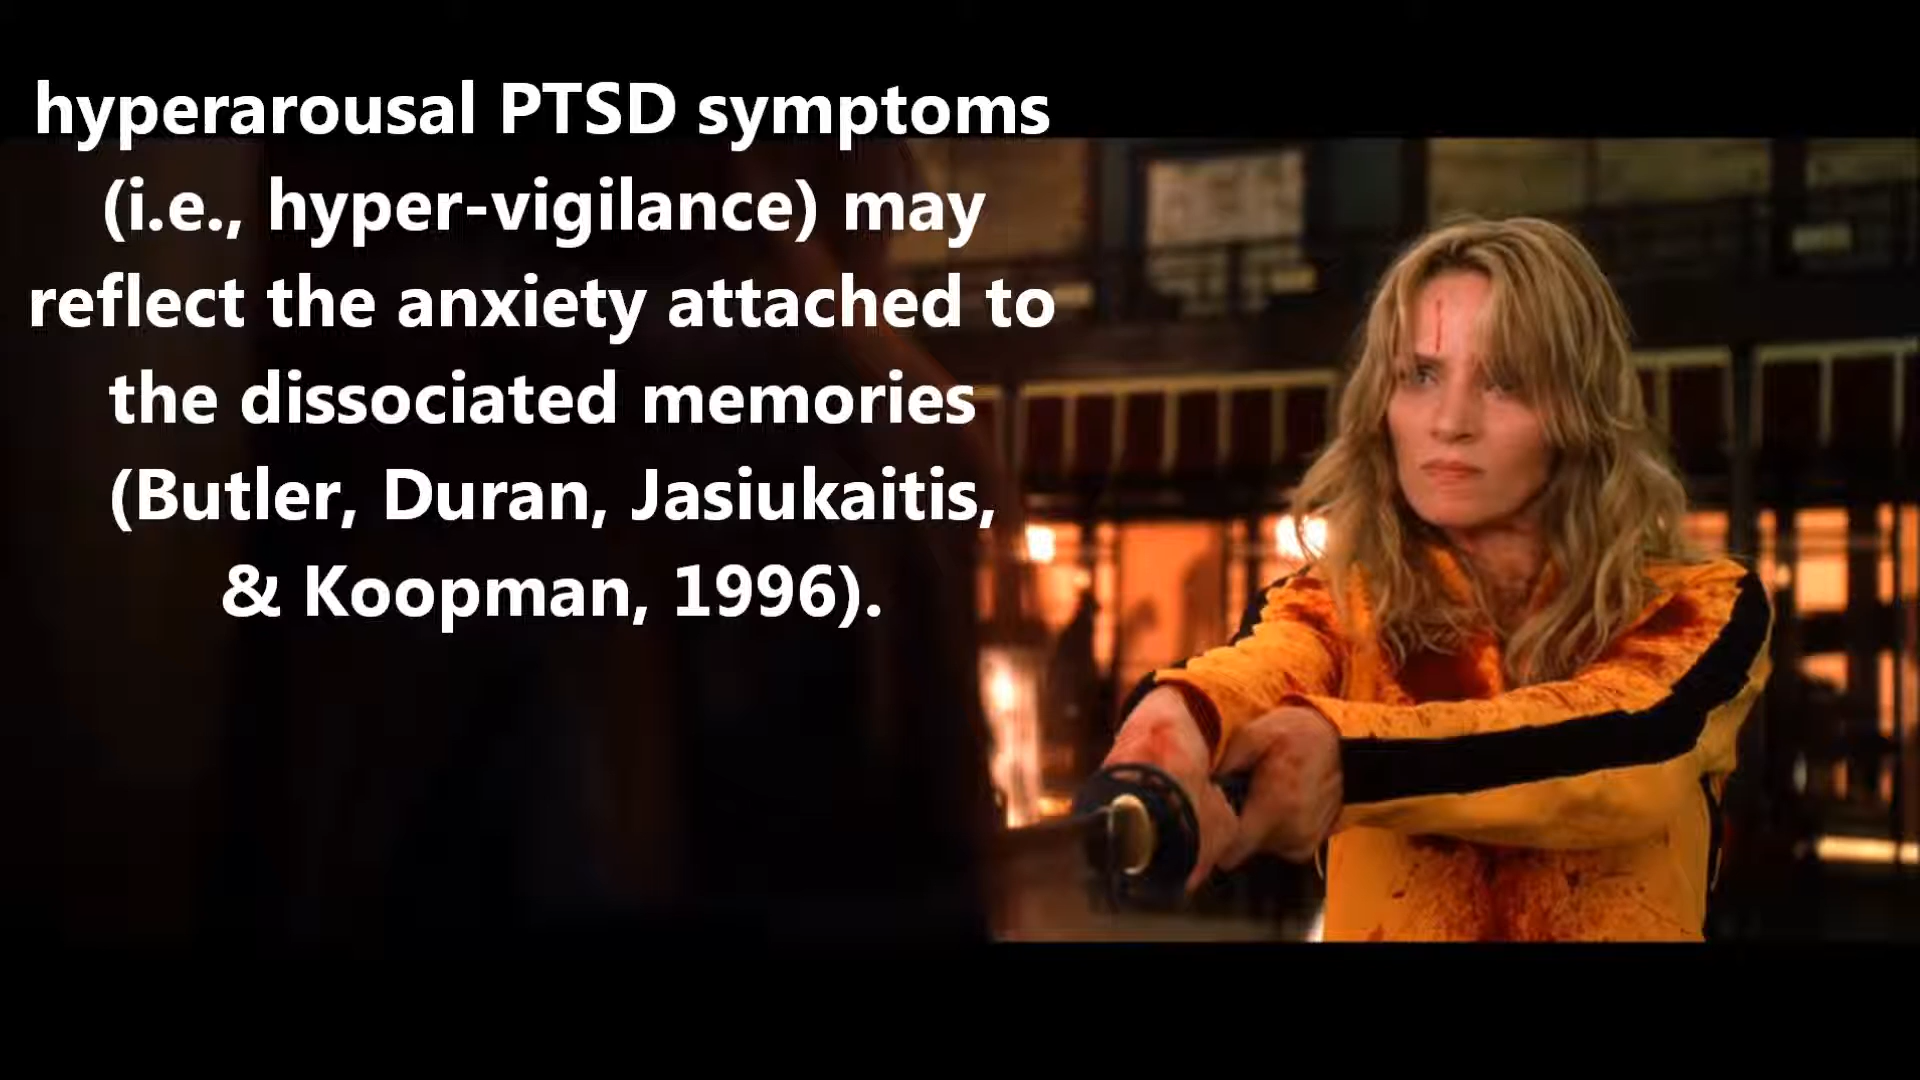 hyperarousal PTSD symptoms
(i.e., hyper-vigilance) may
reflect the anxiety attached to
the dissociated memories
(Butler, Duran, Jasiukaitis,
& Koopman, 1996).